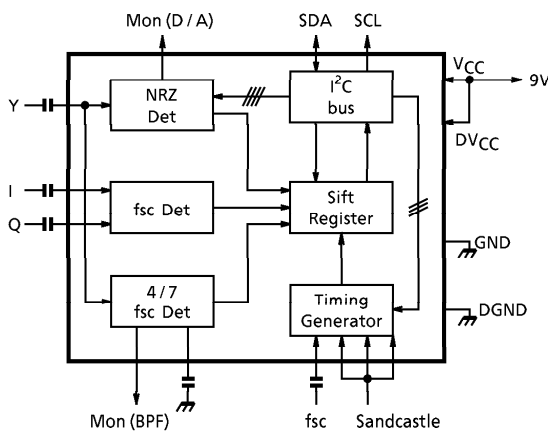 Mon (D / A)
SDA
SCL
VCC
9V
Y
NRZ
Det
I²C
bus
DVCC
I
Q
fsc Det
Sift
Register
GND
4 / 7
fsc Det
Timing
Generator
DGND
Mon (BPF)
fsc
Sandcastle